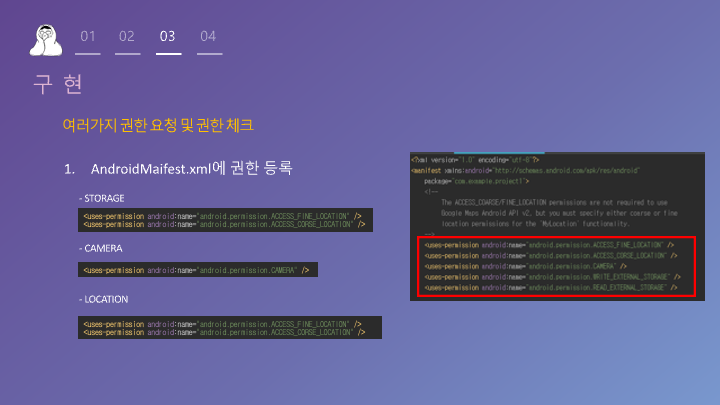 01 02 03 04
구 현
여러가지 권한 요청 및 권한 체크
1. AndroidMaifest.xml에 권한 등록
- STORAGE
<uses-permission android:name="android.permission.ACCESS_FINE_LOCATION" />
<uses-permission android:name="android.permission.ACCESS_CORSE_LOCATION" />
- CAMERA
<uses-permission android:name="android.permission.CAMERA" />
- LOCATION
<uses-permission android:name="android.permission.ACCESS_FINE_LOCATION" />
<uses-permission android:name="android.permission.ACCESS_CORSE_LOCATION" />
<?xml version="1.0" encoding="utf-8"?>
<manifest xmlns:android="http://schemas.android.com/apk/res/android"
package="com.example.project1">
<!--
The ACCESS_COARSE/FINE_LOCATION permissions are not required to use
Google Maps Android API v2, but you must specify either coarse or fine
location permissions for the 'MyLocation' functionality.
-->
<uses-permission android:name="android.permission.ACCESS_FINE_LOCATION" />
<uses-permission android:name="android.permission.ACCESS_CORSE_LOCATION" />
<uses-permission android:name="android.permission.CAMERA" />
<uses-permission android:name="android.permission.WRITE_EXTERNAL_STORAGE" />
<uses-permission android:name="android.permission.READ_EXTERNAL_STORAGE" />